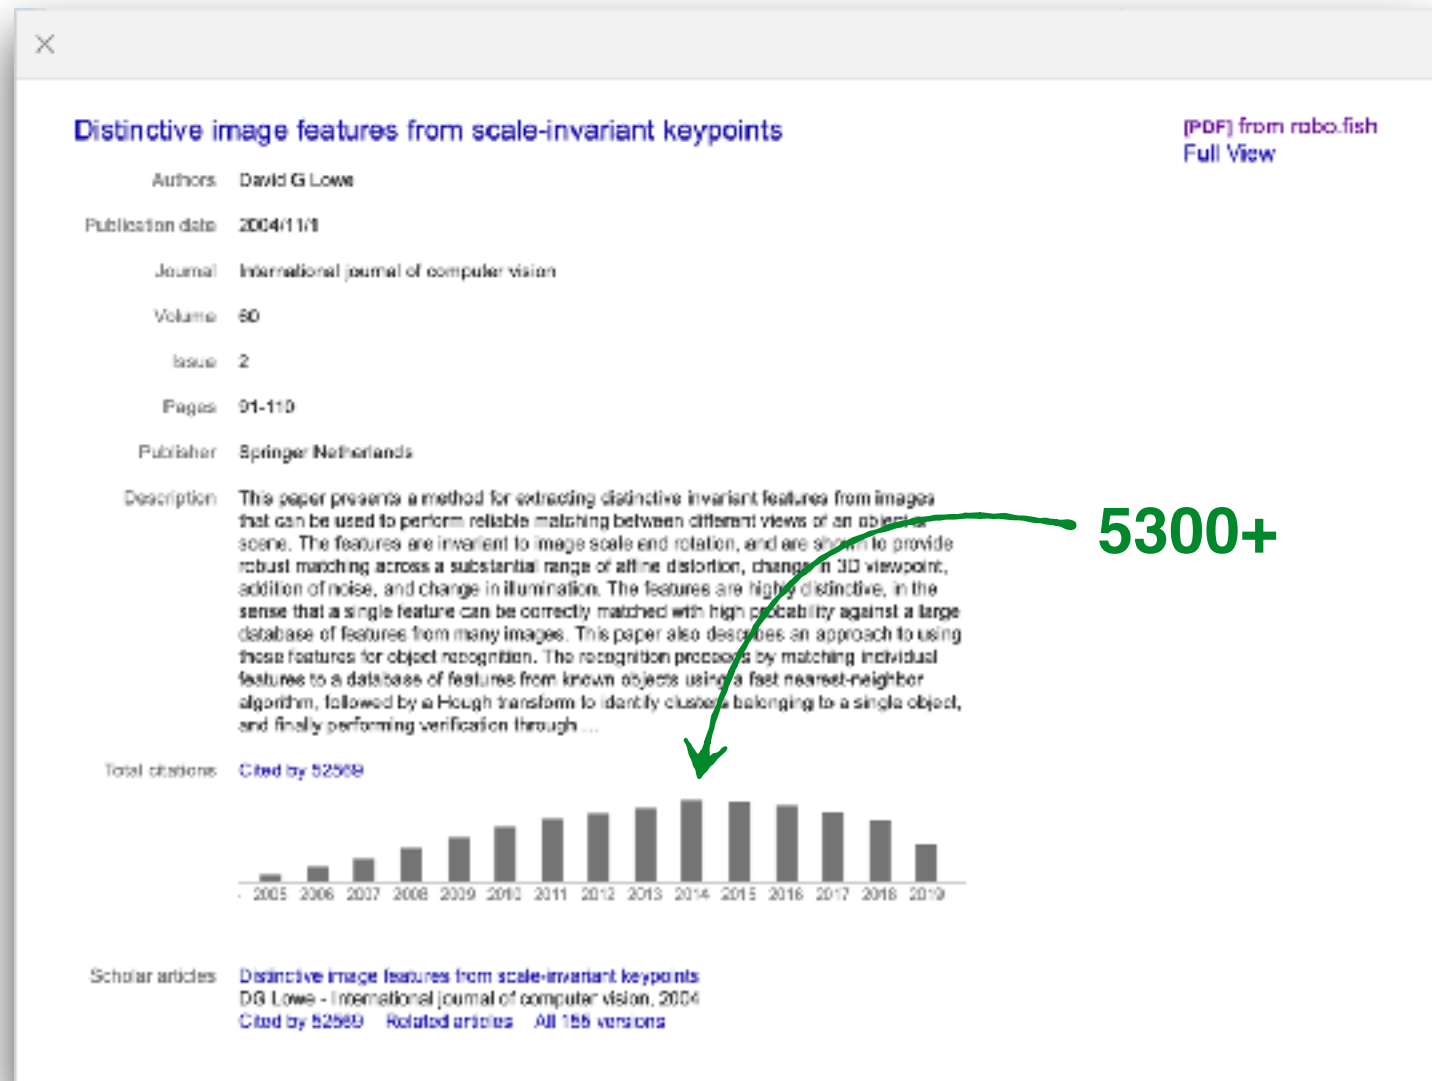 Distinctive image features from scale-invariant keypoints
[PDF] from robo.fish
Full View
Authors David G Lowe
Publication date 2004/11/1
Journal International journal of computer vision
Volume 60
Issue 2
Pages 91-110
Publisher Springer Netherlands
Description This paper presents a method for extracting distinctive invariant features from images
that can be used to perform reliable matching between different views of an object or
scene. The features are invariant to image scale and rotation, and are shown to provide
robust matching across a substantial range of affine distortion, change in 3D viewpoint,
addition of noise, and change in illumination. The features are highly distinctive, in the
sense that a single feature can be correctly matched with high probability against a large
database of features from many images. This paper also describes an approach to using
these features for object recognition. The recognition proceeds by matching individual
features to a database of features from known objects using a fast nearest-neighbor
algorithm, followed by a Hough transform to identify clusters belonging to a single object,
and finally performing verification through ...
5300+
Total citations Cited by 52569
2005 2006 2007 2008 2009 2010 2011 2012 2013 2014 2015 2016 2017 2018 2019
Scholar articles Distinctive image features from scale-invariant keypoints
DG Lowe - International journal of computer vision, 2004
Cited by 52569 Related articles All 155 versions